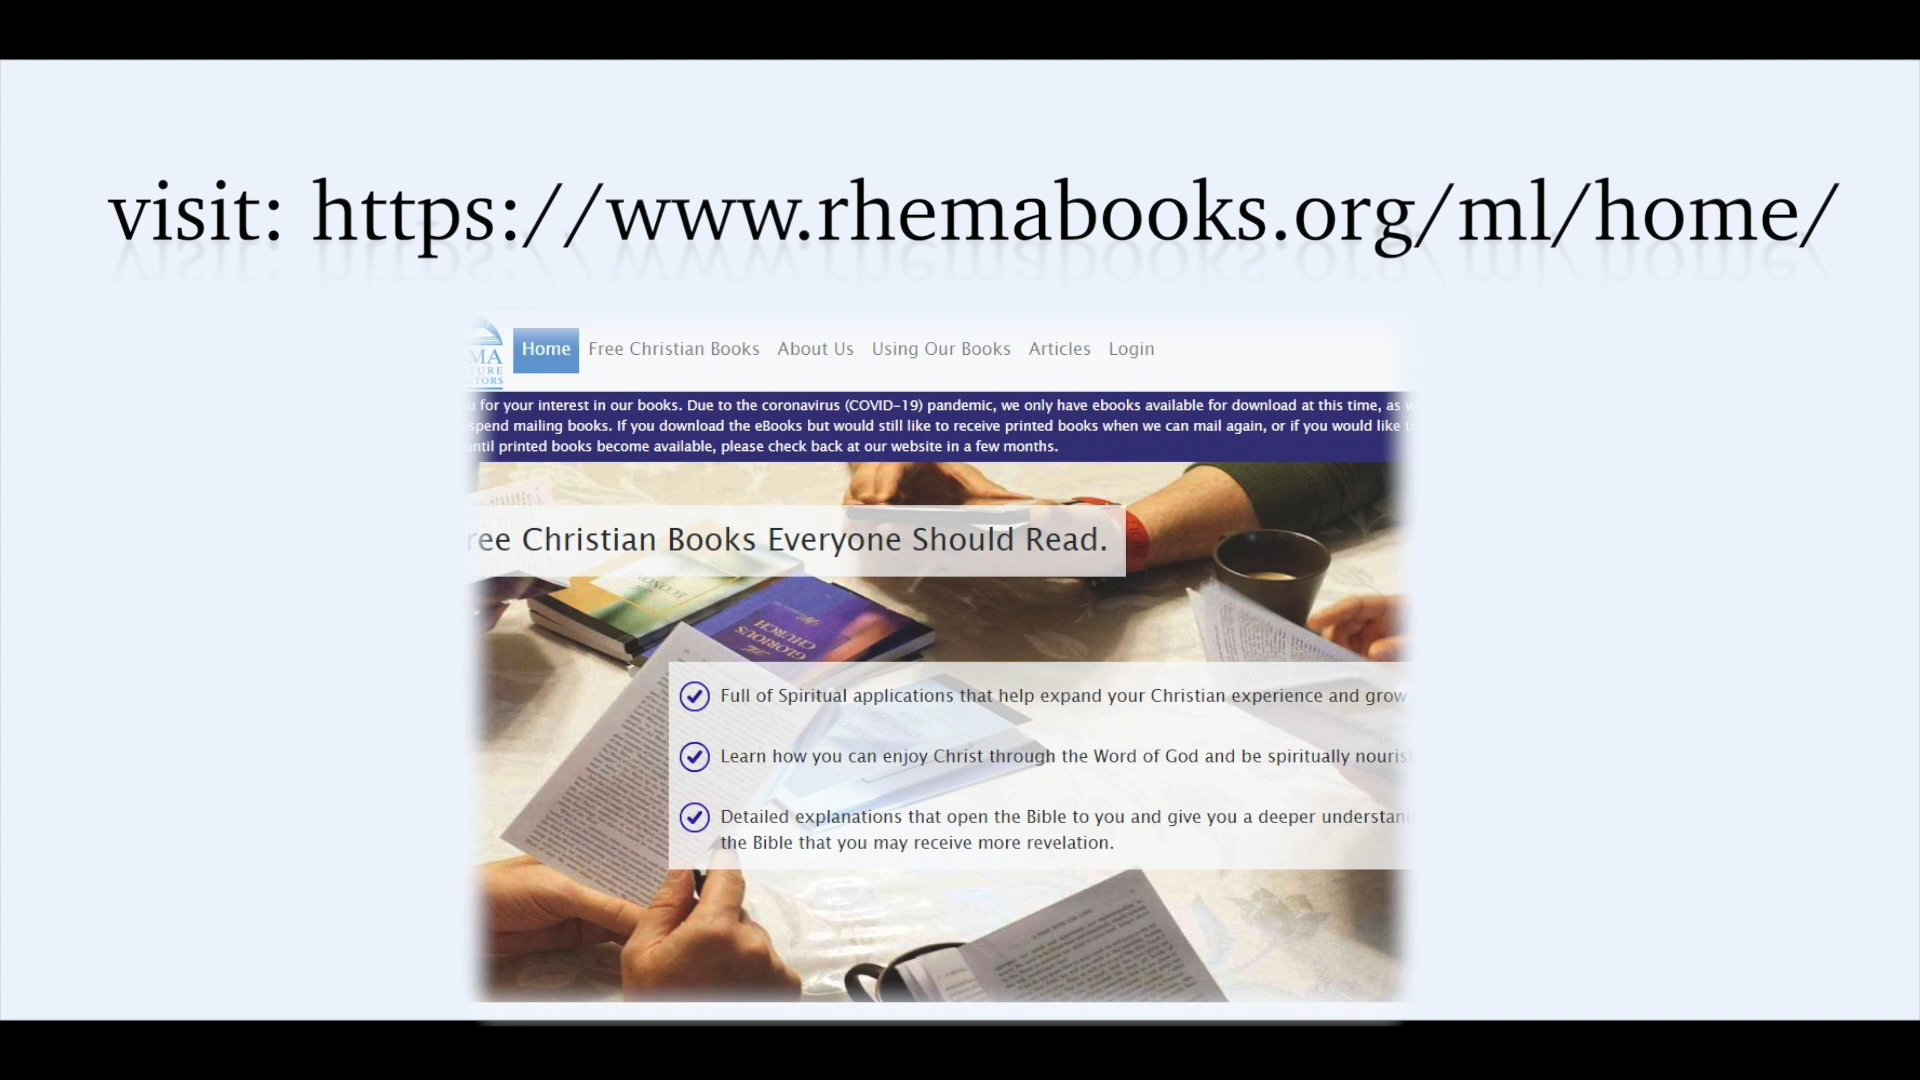 visit: https://www.rhemabooks.org/ml/home/
Home Free Christian Books About Us Using Our Books Articles Login
for your interest in our books. Due to the coronavirus (COVID-19) pandemic, we only have ebooks available for download at this time, as
spend mailing books. If you download the eBooks but would still like to receive printed books when we can mail again, or if you would like
until printed books become available, please check back at our website in a few months.
ree Christian Books Everyone Should Read.
GLORIOUS
CHURCH
Full of Spiritual applications that help expand your Christian experience and grow
Learn how you can enjoy Christ through the Word of God and be spiritually nouris
Detailed explanations that open the Bible to you and give you a deeper understan
the Bible that you may receive more revelation.